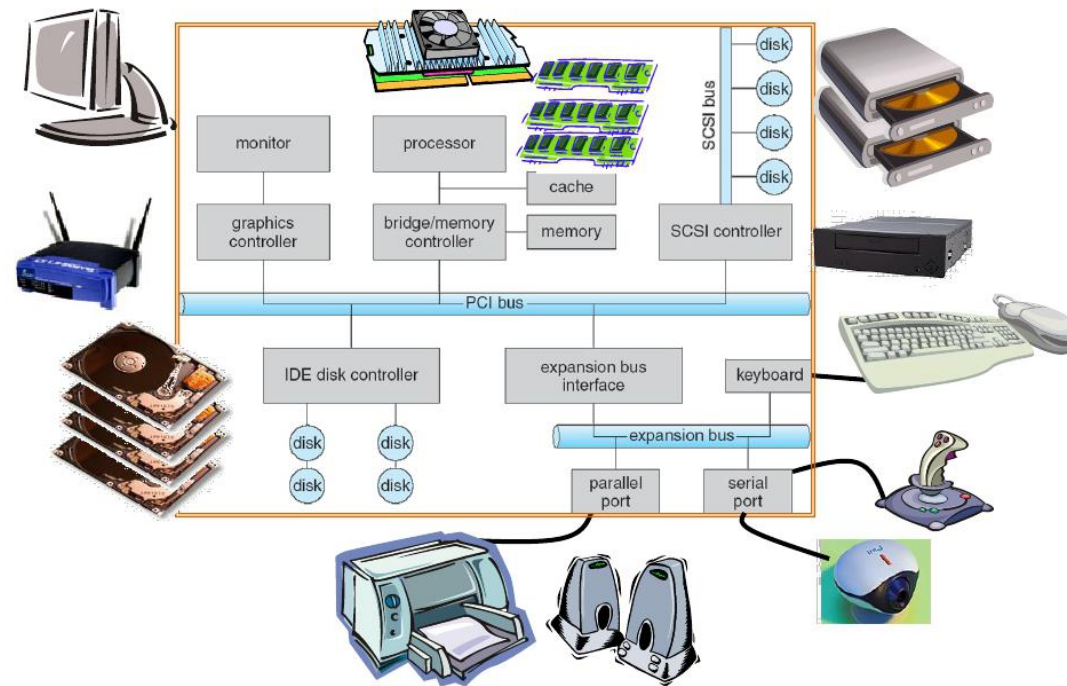 disk
disk
disk
disk
SCSI bus
monitor
processor
cache
graphics
controller
bridge/memory
controller
memory
SCSI controller
PCI bus
IDE disk controller
expansion bus
interface
keyboard
disk
disk
disk
disk
expansion bus
parallel
port
serial
port